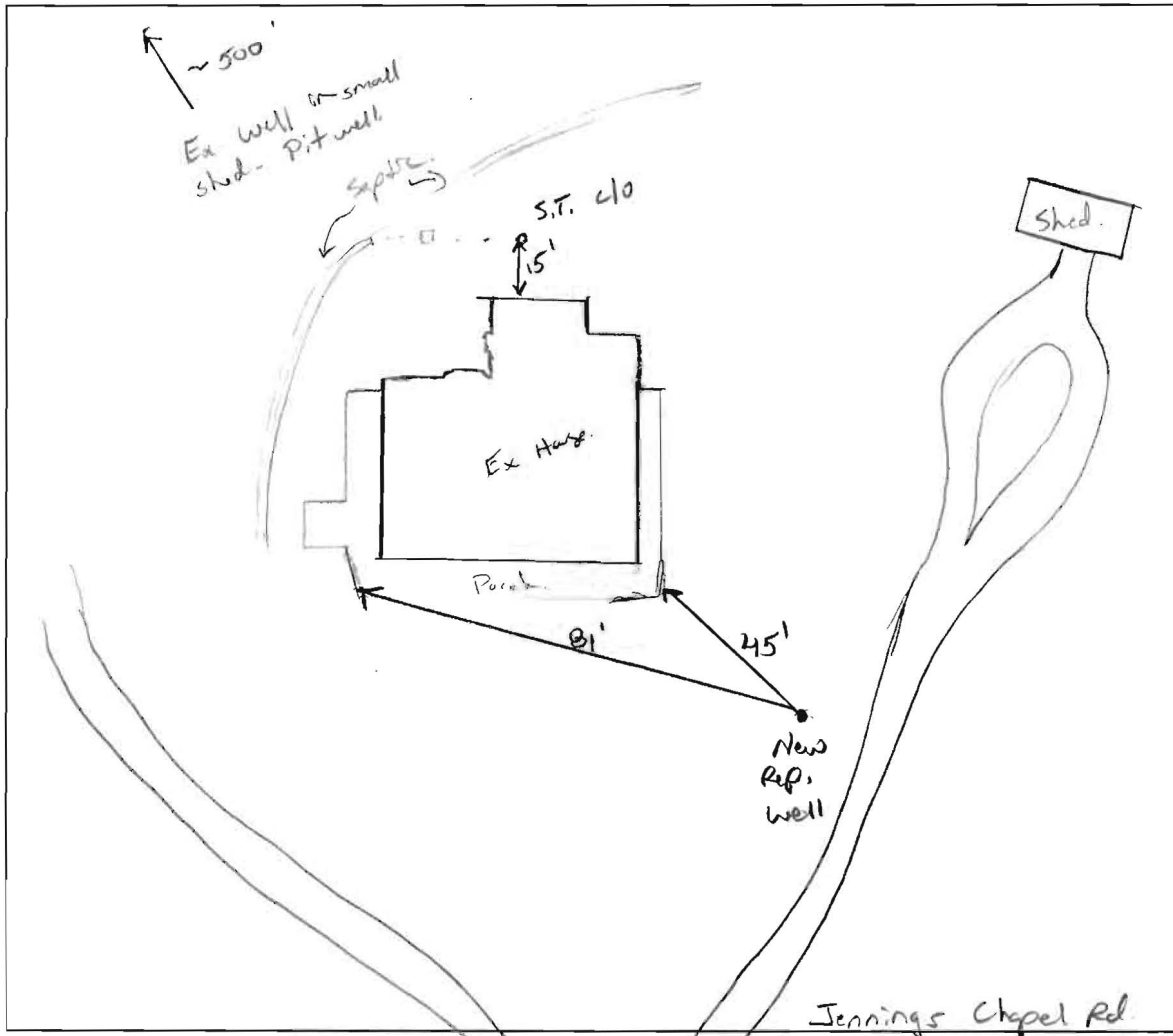 ~ 500'
Ex well in small
shed - Pit well
Septic
S.T. c/o
15'
Shed.
Ex House.
Porch
81'
45'
New
Rep.
well
Jennings Chapel Rd.